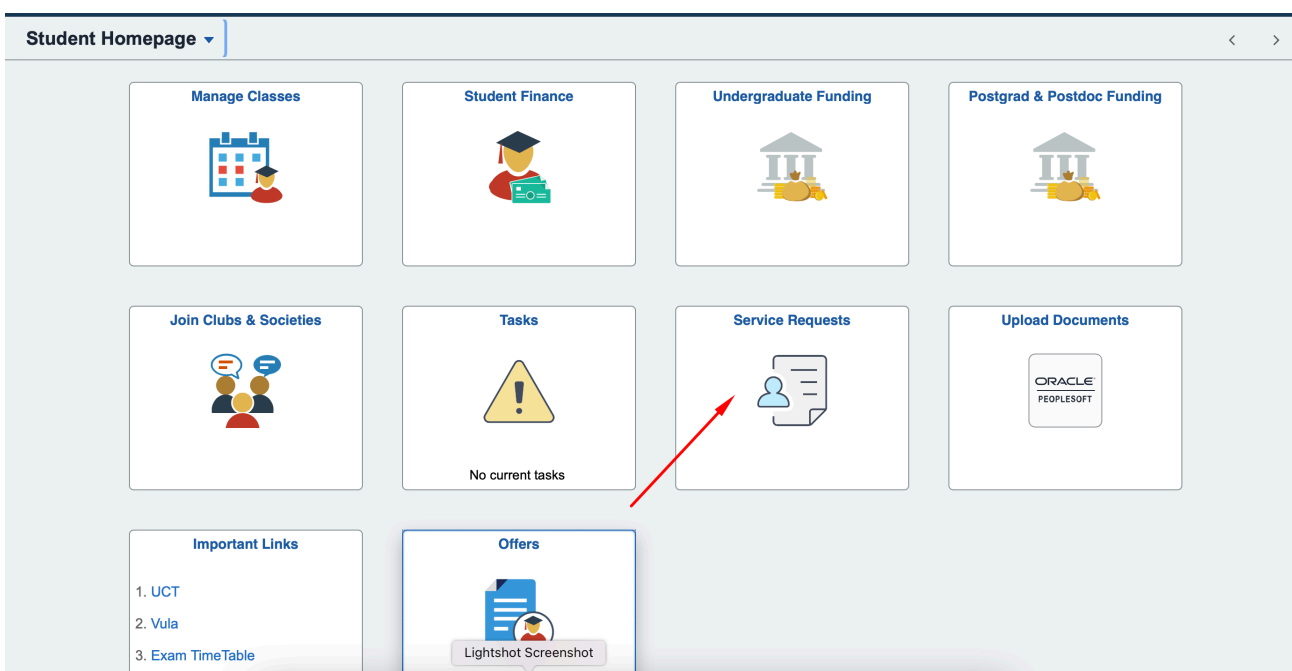 Student Homepage
Manage Classes
Student Finance
Undergraduate Funding
Postgrad & Postdoc Funding
Join Clubs & Societies
Tasks
Service Requests
Upload Documents
ORACLE
PEOPLESOFT
No current tasks
Important Links
Offers
1. UCT
2. Vula
3. Exam TimeTable
Lightshot Screenshot